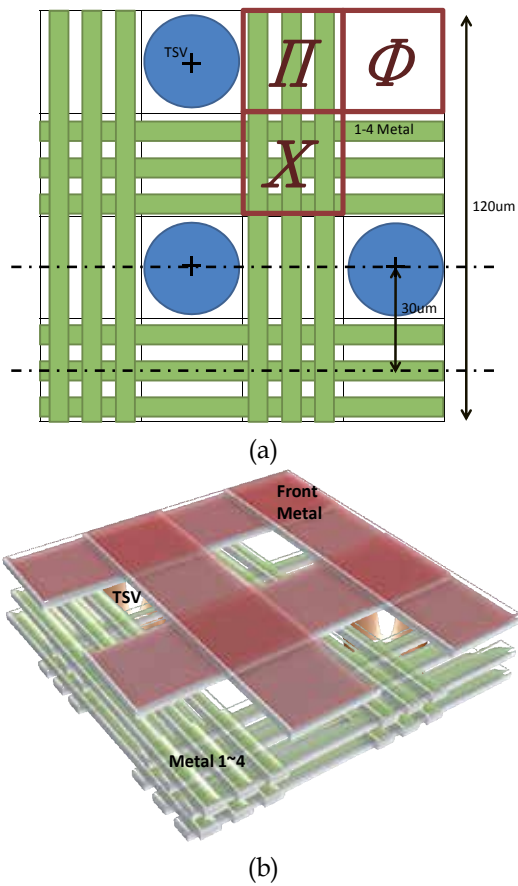 TSV
Π
Φ
1-4 Metal
X
120um
30um
(a)
Front
Metal
TSV
Metal 1~4
(b)